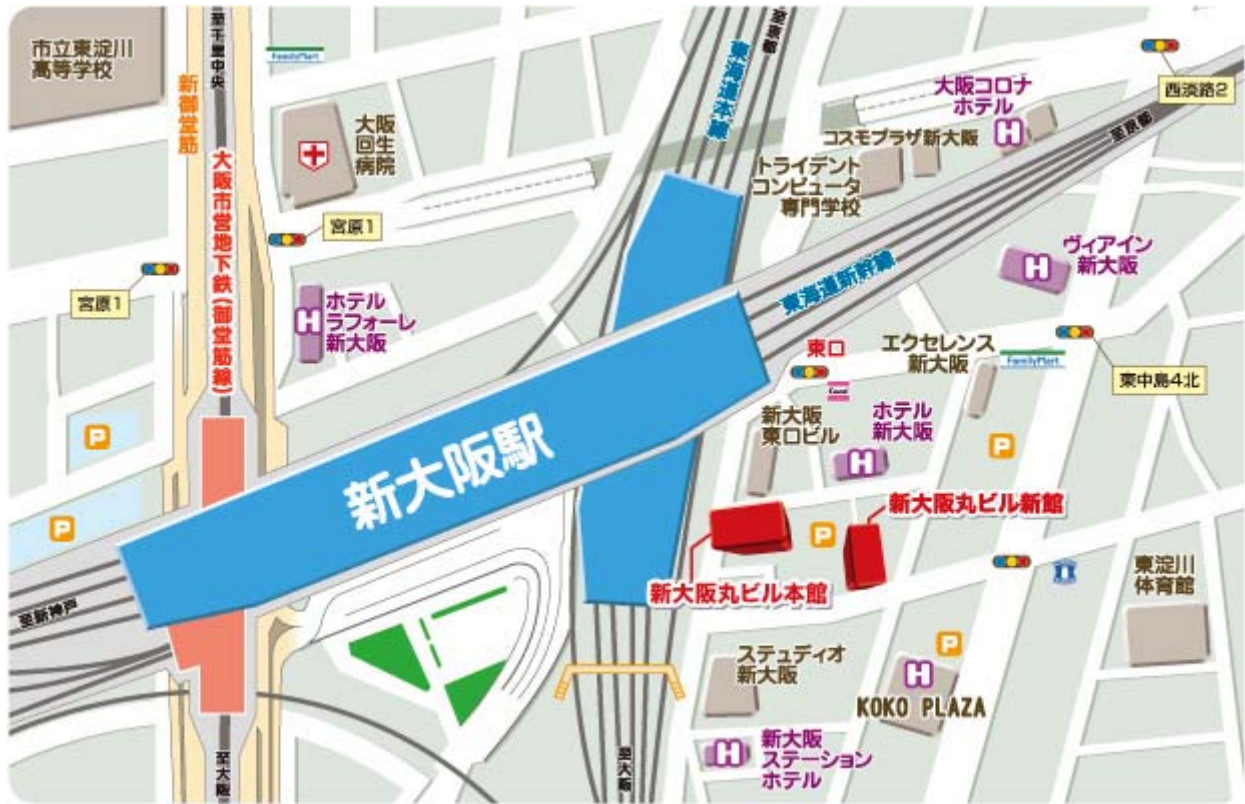 市立東淀川
高等学校
新御堂筋
至千里中央
FamilyMart
大阪
回生
病院
大阪市営地下鉄(御堂筋線)
宮原1
宮原1
ホテル
ラフォーレ
新大阪
東海道本線
至京都
大阪コロナ
ホテル
H
コスモプラザ新大阪
トライデント
コンピュータ
専門学校
西淡路2
至京都
東海道新幹線
ヴィアイン
新大阪
H
H
東口
エクセレンス
新大阪
FamilyMart
東中島4北
新大阪
東口ビル
ホテル
新大阪
H
P
P
P
新大阪駅
新大阪丸ビル新館
P
新大阪丸ビル本館
東淀川
体育館
至新神戸
ステュディオ
新大阪
P
H
KOKO PLAZA
H
新大阪
ステーション
ホテル
至大阪
至大阪